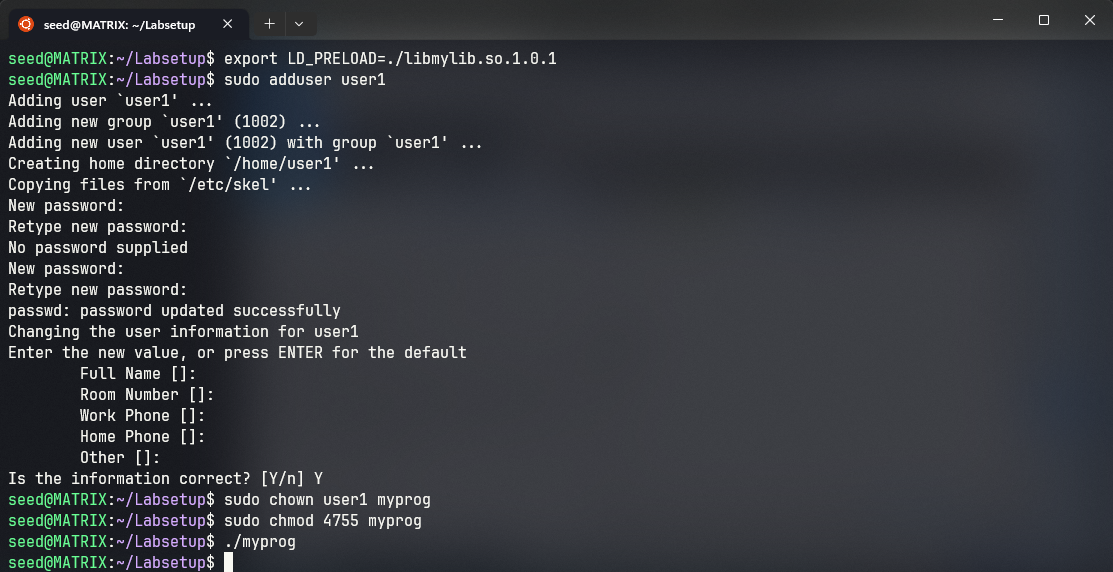 seed@MATRIX: ~/Labsetup
seed@MATRIX:~/Labsetup$ export LD_PRELOAD=./libmylib.so.1.0.1
seed@MATRIX:~/Labsetup$ sudo adduser user1
Adding user `user1' ...
Adding new group `user1' (1002) ...
Adding new user `user1' (1002) with group `user1' ...
Creating home directory `/home/user1' ...
Copying files from `/etc/skel' ...
New password:
Retype new password:
No password supplied
New password:
Retype new password:
passwd: password updated successfully
Changing the user information for user1
Enter the new value, or press ENTER for the default
        Full Name []:
        Room Number []:
        Work Phone []:
        Home Phone []:
        Other []:
Is the information correct? [Y/n] Y
seed@MATRIX:~/Labsetup$ sudo chown user1 myprog
seed@MATRIX:~/Labsetup$ sudo chmod 4755 myprog
seed@MATRIX:~/Labsetup$ ./myprog
seed@MATRIX:~/Labsetup$